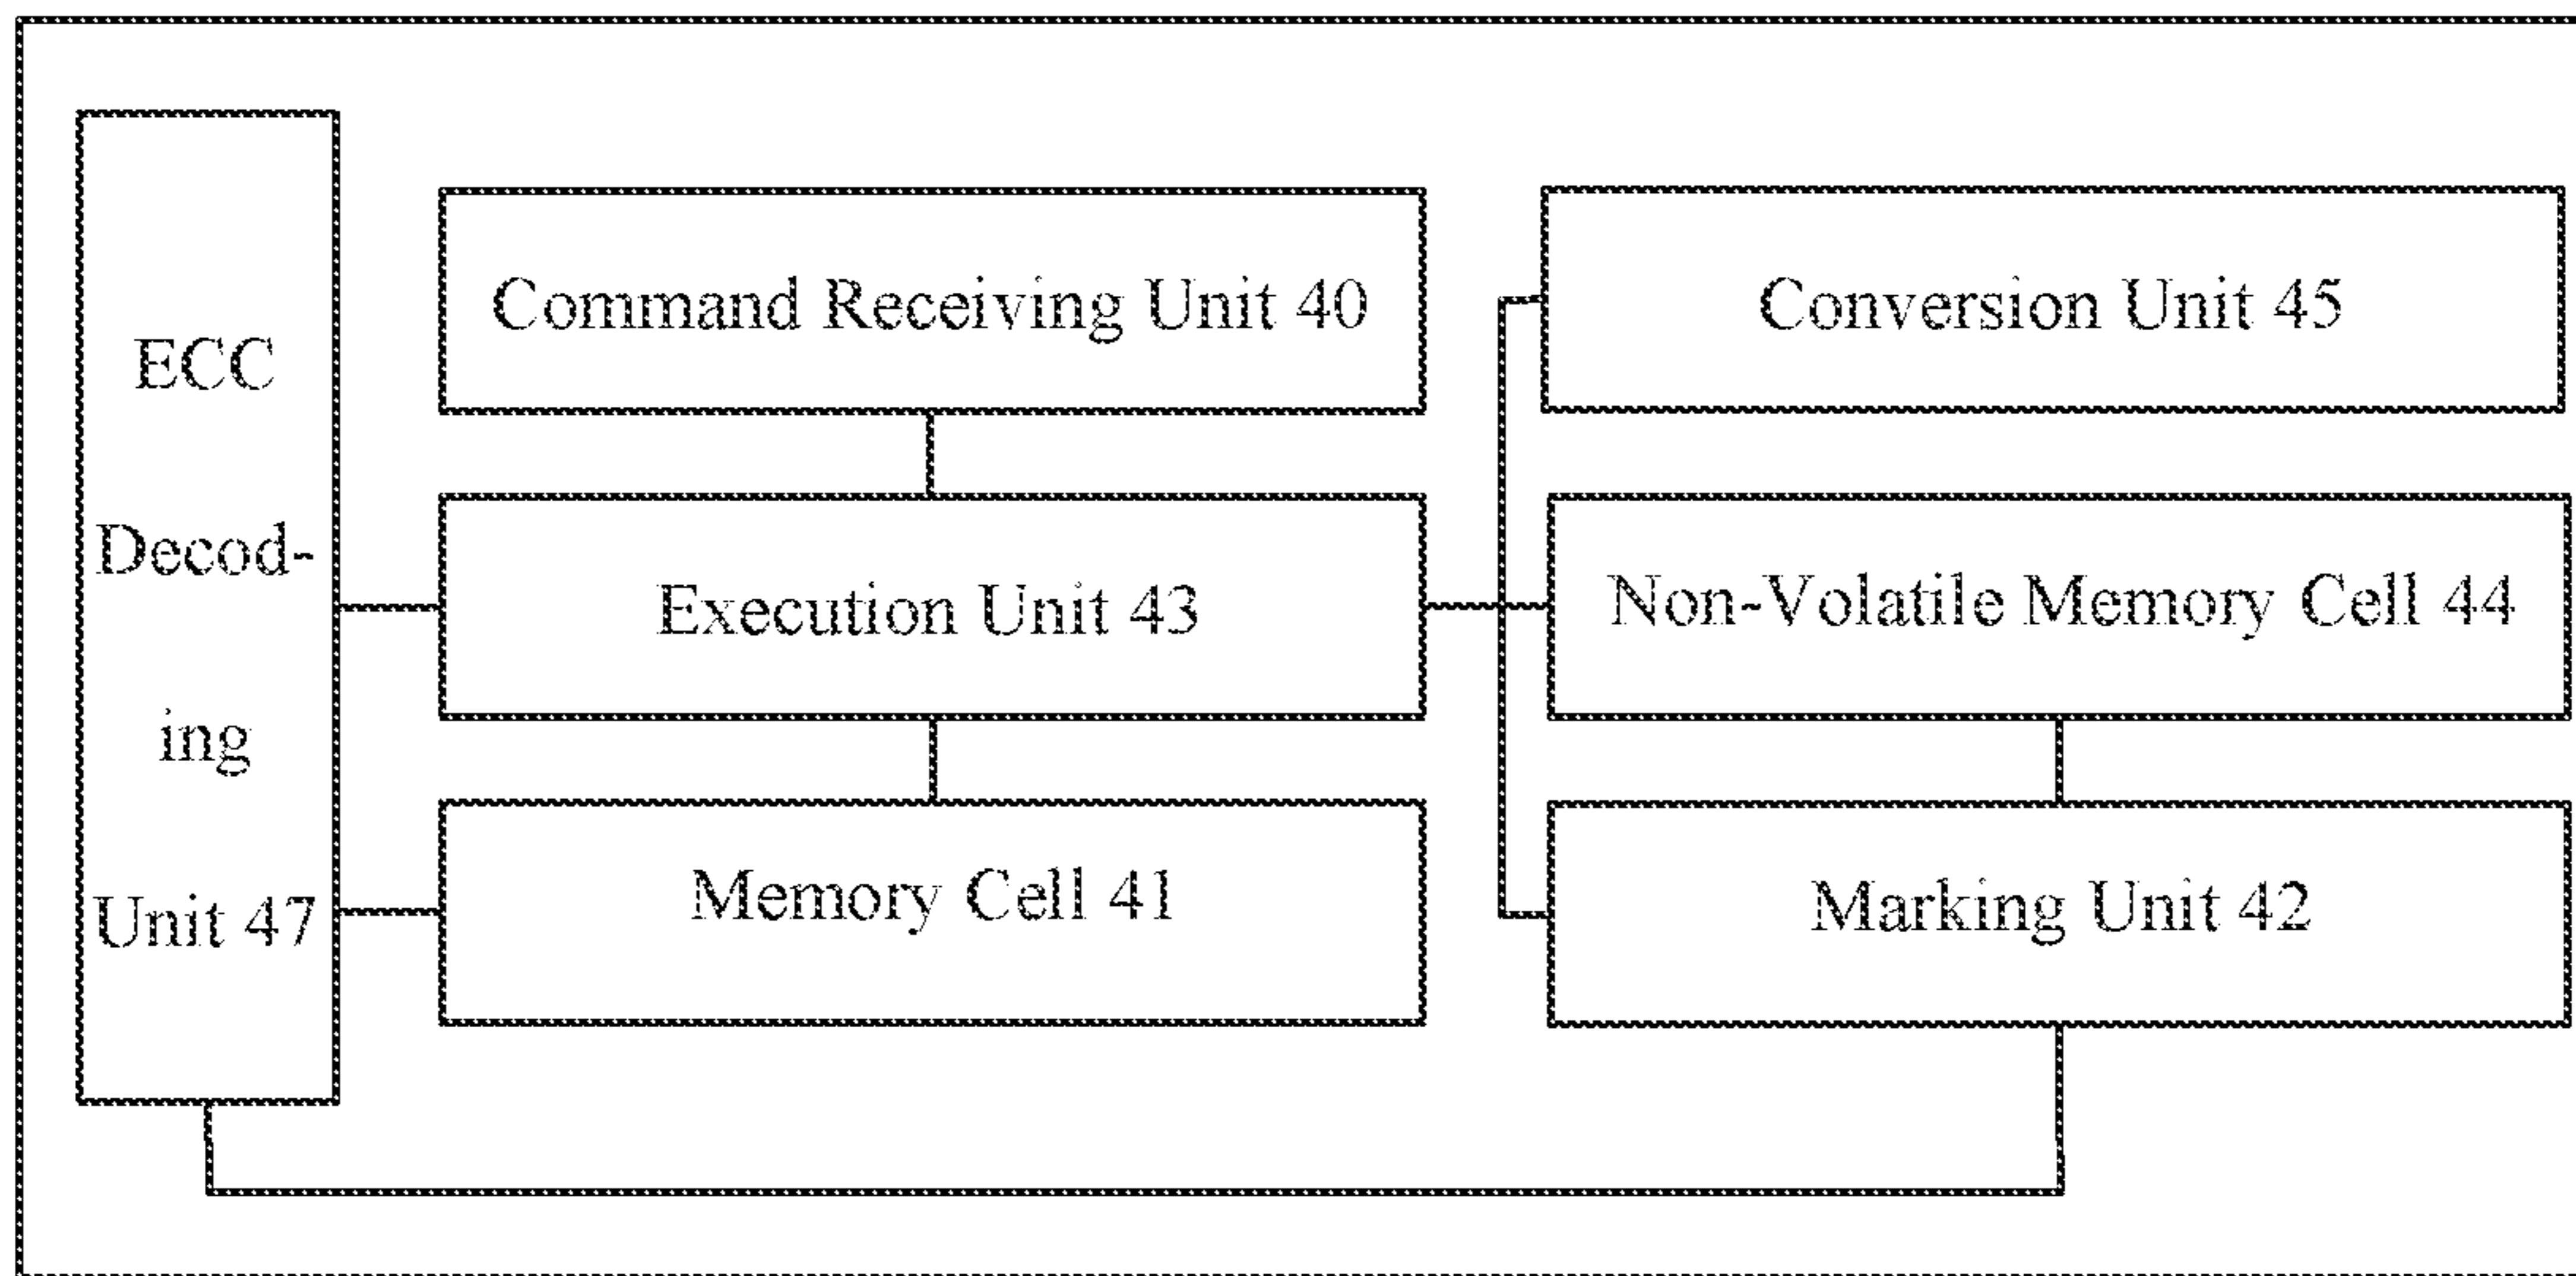 ECC
Decod-
ing
Unit 47
Command Receiving Unit 40
Execution Unit 43
Memory Cell 41
Conversion Unit 45
Non-Volatile Memory Cell 44
Marking Unit 42